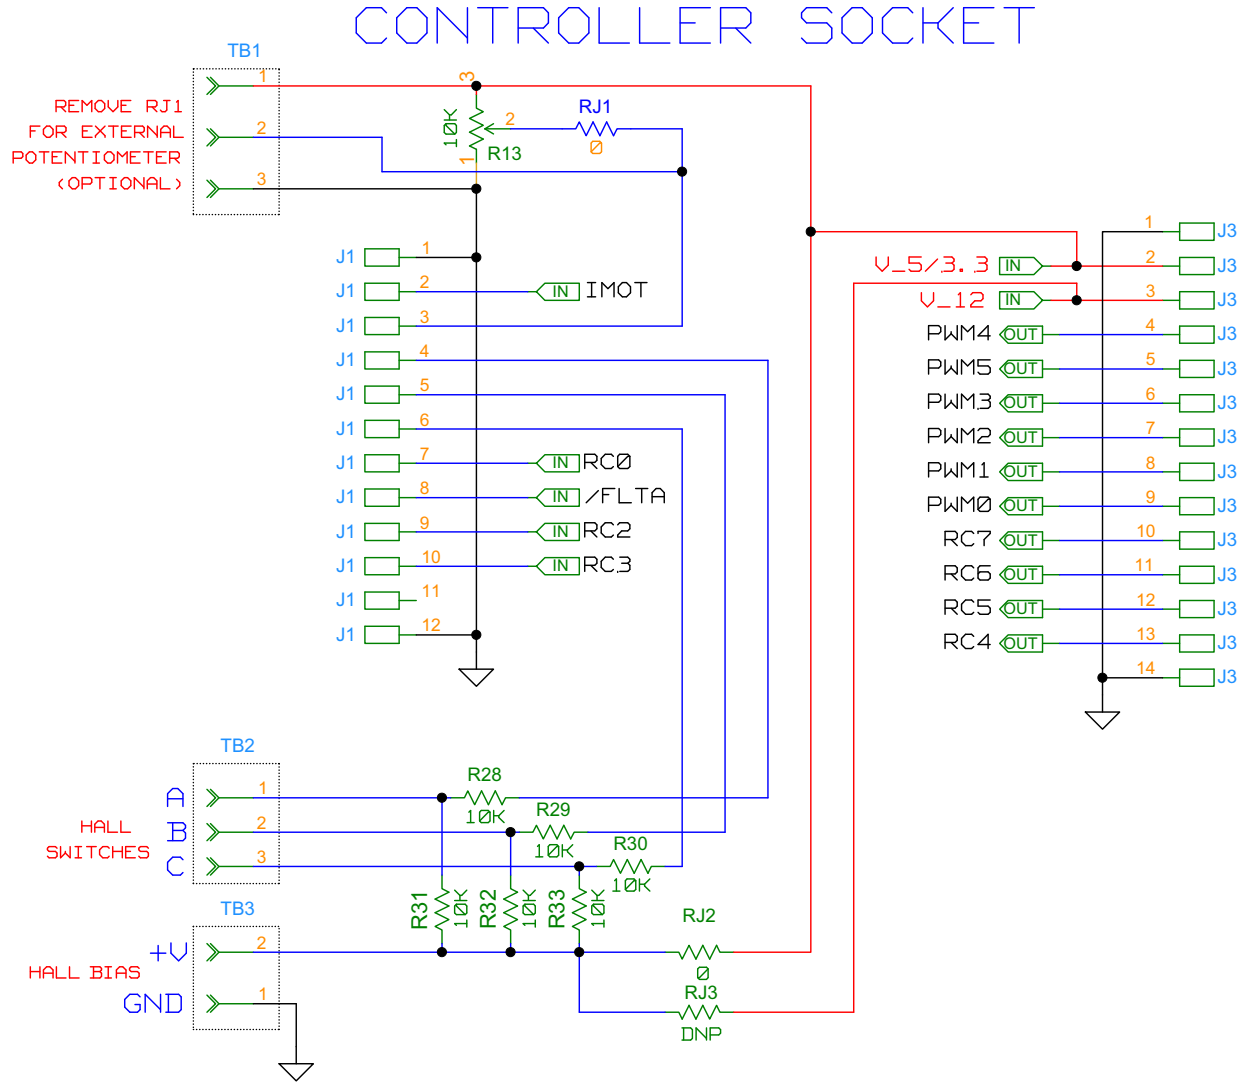 CONTROLLER SOCKET
TB1
1
2
3
REMOVE RJ1
FOR EXTERNAL
POTENTIOMETER
(OPTIONAL)
3
10K
2
1
R13
RJ1
0
J1 1
J1 2 IN IMOT
J1 3
J1 4
J1 5
J1 6
J1 7 IN RC0
J1 8 IN /FLTA
J1 9 IN RC2
J1 10 IN RC3
J1 11
J1 12
1 J3
V_5/3.3 IN 2 J3
V_12 IN 3 J3
PWM4 OUT 4 J3
PWM5 OUT 5 J3
PWM3 OUT 6 J3
PWM2 OUT 7 J3
PWM1 OUT 8 J3
PWM0 OUT 9 J3
RC7 OUT 10 J3
RC6 OUT 11 J3
RC5 OUT 12 J3
RC4 OUT 13 J3
14 J3
TB2
A 1
B 2
C 3
HALL
SWITCHES
R28
10K
R29
10K
R30
10K
R31
10K
R32
10K
R33
10K
TB3
+V 2
HALL BIAS
GND 1
RJ2
0
RJ3
DNP